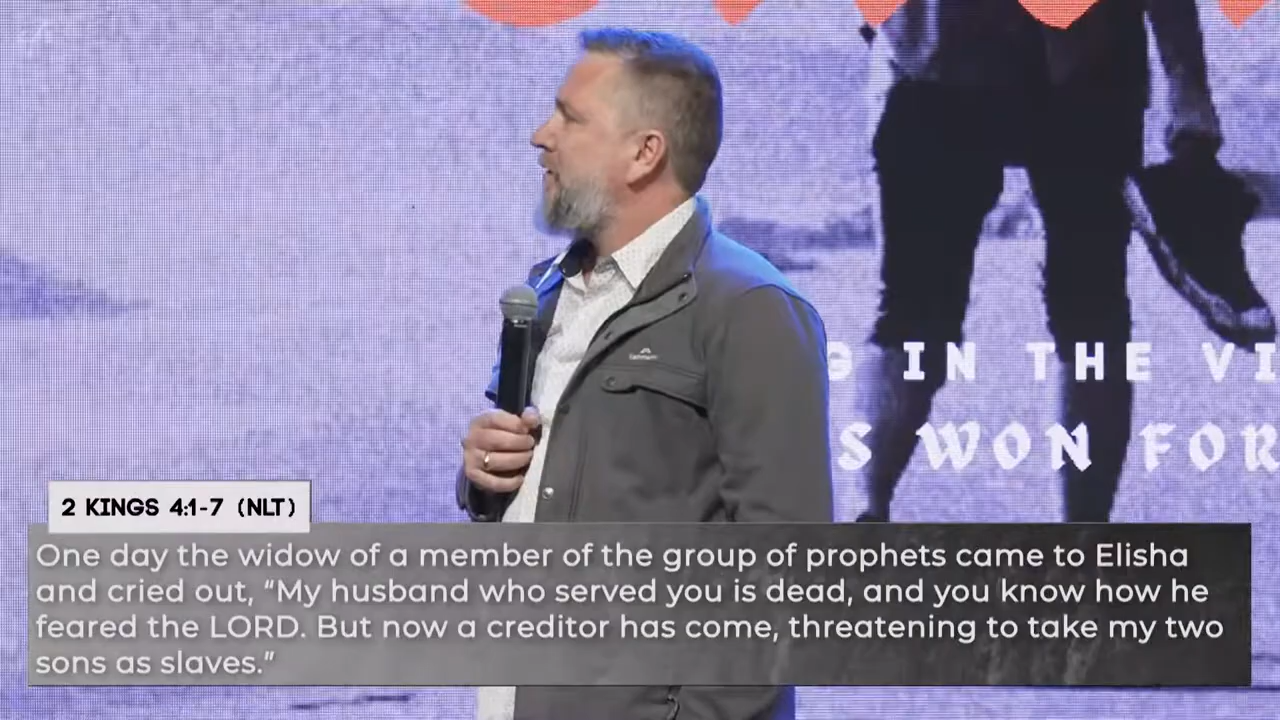 G IN THE VI
S WON FOR
2 KINGS 4:1-7 (NLT)
One day the widow of a member of the group of prophets came to Elisha
and cried out, “My husband who served you is dead, and you know how he
feared the LORD. But now a creditor has come, threatening to take my two
sons as slaves.”